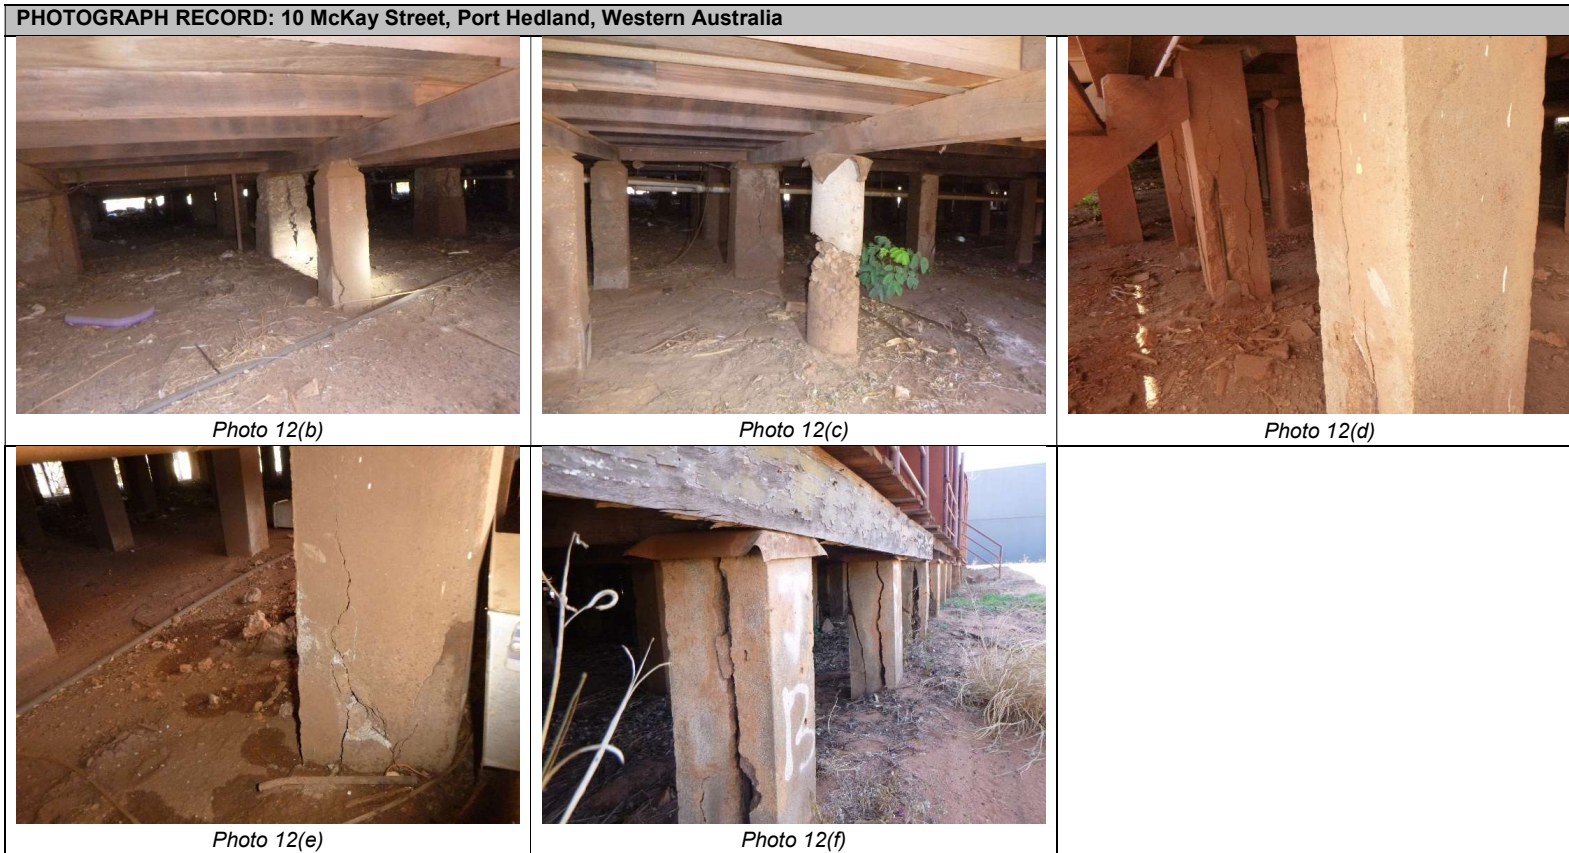 PHOTOGRAPH RECORD: 10 McKay Street, Port Hedland, Western Australia
Photo 12(b)
Photo 12(c)
Photo 12(d)
Photo 12(e)
13
Photo 12(f)